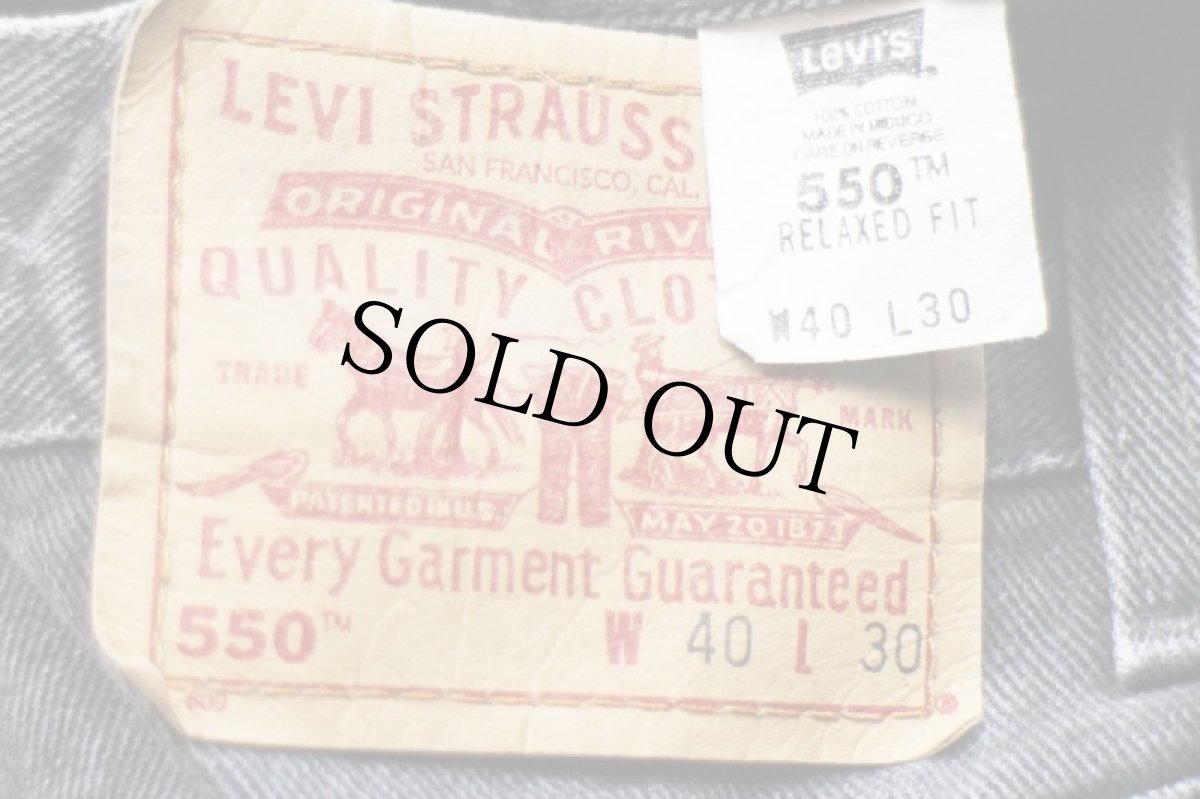 LEVI STRAUSS
SAN FRANCISCO, CAL.
ORIGINAL RIV
QUALITY CLOT
TRADE MARK
PATENTED IN U.S. MAY 20 1873
Every Garment Guaranteed
550™ W 40 L 30
®
LEVI'S
100% COTTON
MADE IN MEXICO
CARE ON REVERSE
550™
RELAXED FIT
W40 L30
SOLD OUT